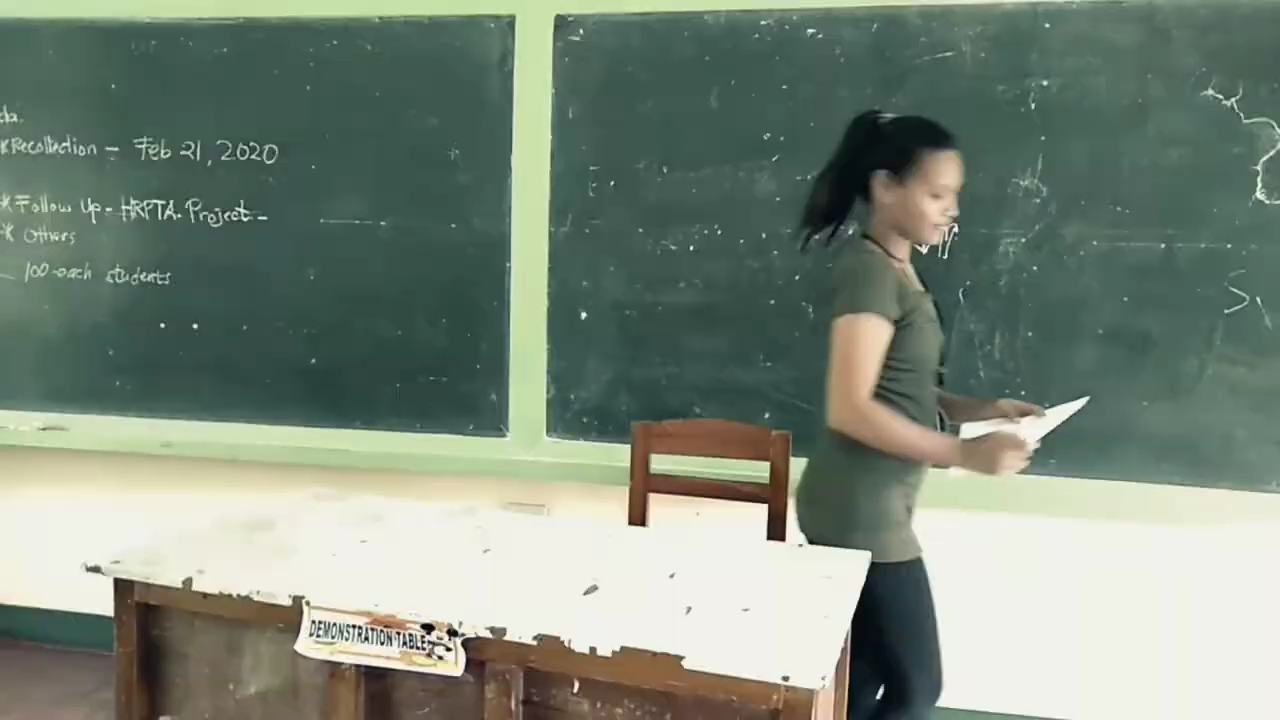 *Recollection - Feb 21, 2020
*Follow Up - HRPTA. Project -
* Others
- 100 each students
DEMONSTRATION TABLE